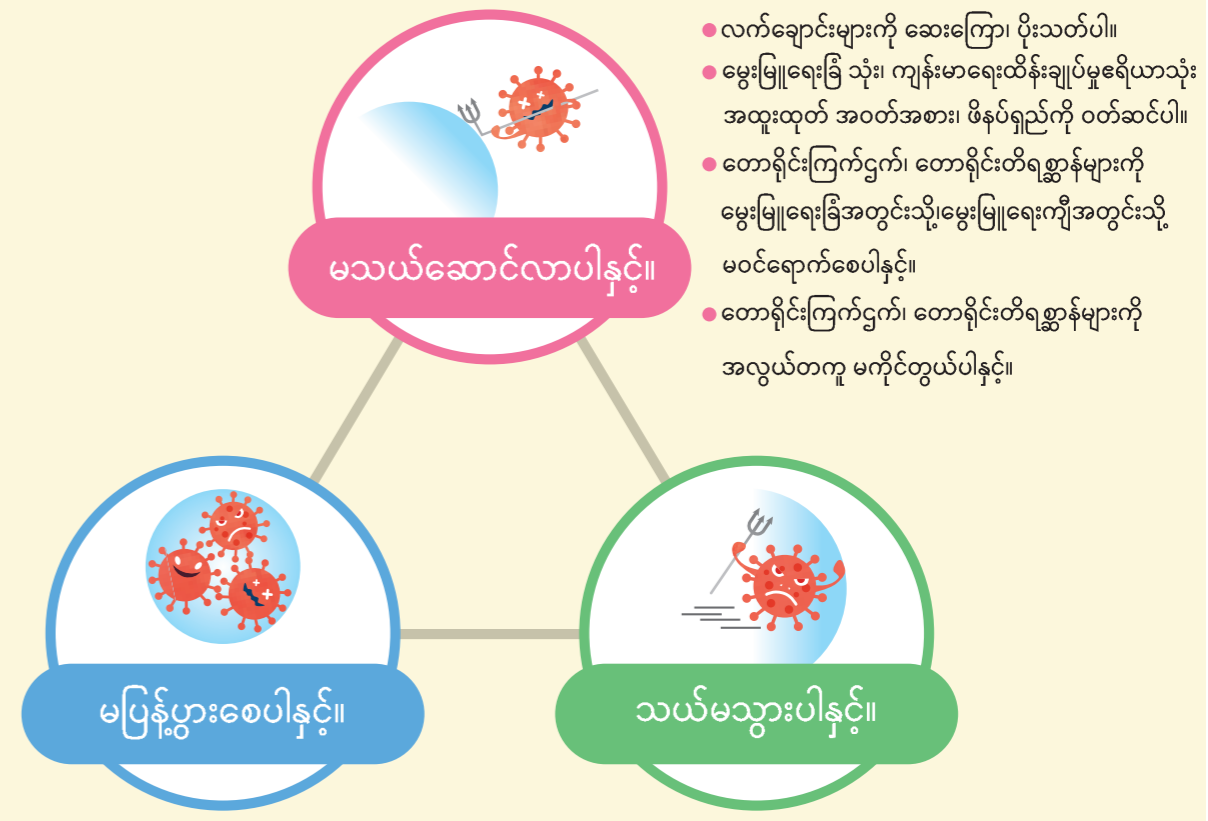 ● လက်ချောင်းများကို ဆေးကြော၊ ပိုးသတ်ပါ။
● မွေးမြူရေးခြံ သုံး၊ ကျန်းမာရေးထိန်းချုပ်မှုဧရိယာသုံး
အထူးထုတ် အဝတ်အစား၊ ဖိနပ်ရှည်ကို ဝတ်ဆင်ပါ။
● တောရိုင်းကြက်ငှက်၊ တောရိုင်းတိရစ္ဆာန်များကို
မွေးမြူရေးခြံအတွင်းသို့၊မွေးမြူရေးကျီအတွင်းသို့
မဝင်ရောက်စေပါနှင့်။
● တောရိုင်းကြက်ငှက်၊ တောရိုင်းတိရစ္ဆာန်များကို
အလွယ်တကူ မကိုင်တွယ်ပါနှင့်။
မသယ်ဆောင်လာပါနှင့်။
မပြန့်ပွားစေပါနှင့်။
သယ်မသွားပါနှင့်။